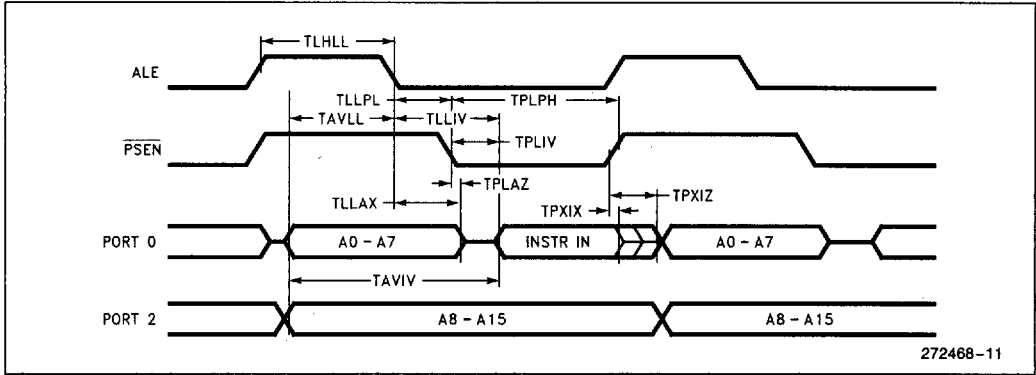 TLHLL
ALE
TLLPL TPLPH
TAVLL TLLIV
PSEN TPLIV
TPLAZ
TLLAX TPXIZ
TPXIX
PORT 0 A0 – A7 INSTR IN A0 – A7
TAVIV
PORT 2 A8 – A15 A8 – A15
272468–11